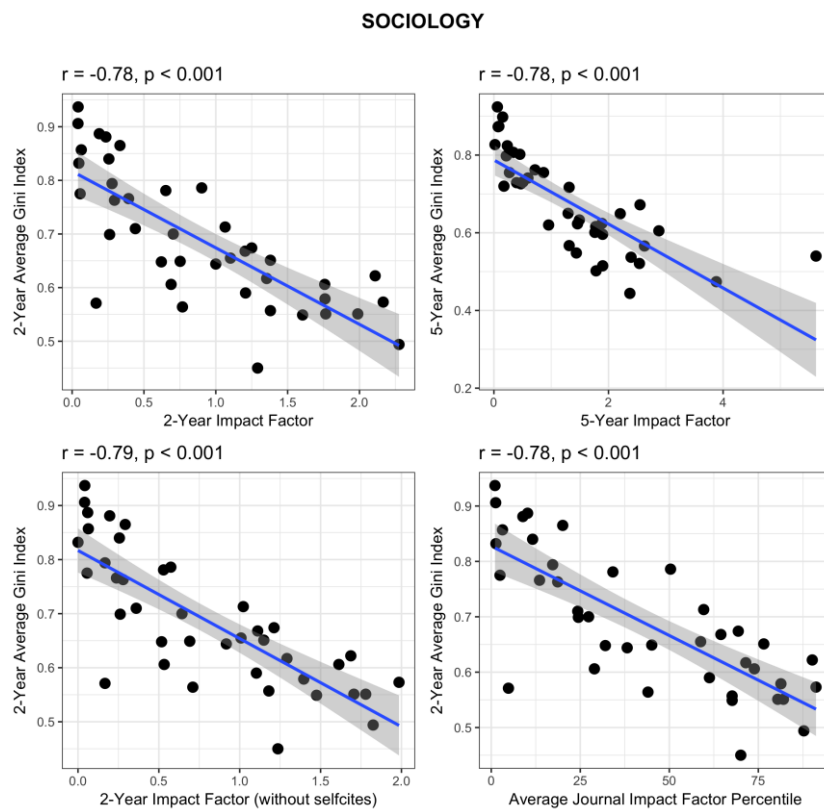 SOCIOLOGY
r = -0.78, p < 0.001
2-Year Average Gini Index
0.9
0.8
0.7
0.6
0.5
0.0 0.5 1.0 1.5 2.0
2-Year Impact Factor
r = -0.78, p < 0.001
5-Year Average Gini Index
0.8
0.6
0.4
0.2
0 2 4
5-Year Impact Factor
r = -0.79, p < 0.001
2-Year Average Gini Index
0.9
0.8
0.7
0.6
0.5
0.0 0.5 1.0 1.5 2.0
2-Year Impact Factor (without selfcites)
r = -0.78, p < 0.001
2-Year Average Gini Index
0.9
0.8
0.7
0.6
0.5
0 25 50 75
Average Journal Impact Factor Percentile